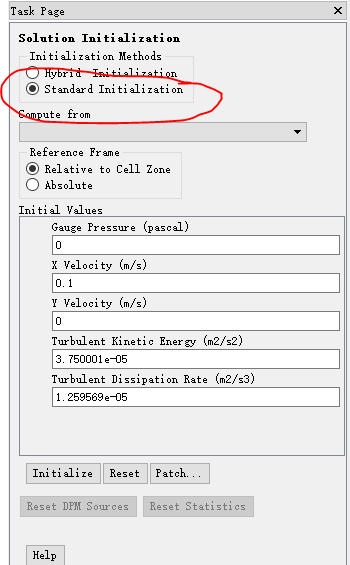 Task Page
Solution Initialization
Initialization Methods
Hybrid Initialization
Standard Initialization
Compute from
Reference Frame
Relative to Cell Zone
Absolute
Initial Values
Gauge Pressure (pascal)
0
X Velocity (m/s)
0.1
Y Velocity (m/s)
0
Turbulent Kinetic Energy (m2/s2)
3.750001e-05
Turbulent Dissipation Rate (m2/s3)
1.259569e-05
Initialize Reset Patch...
Reset DPM Sources Reset Statistics
Help